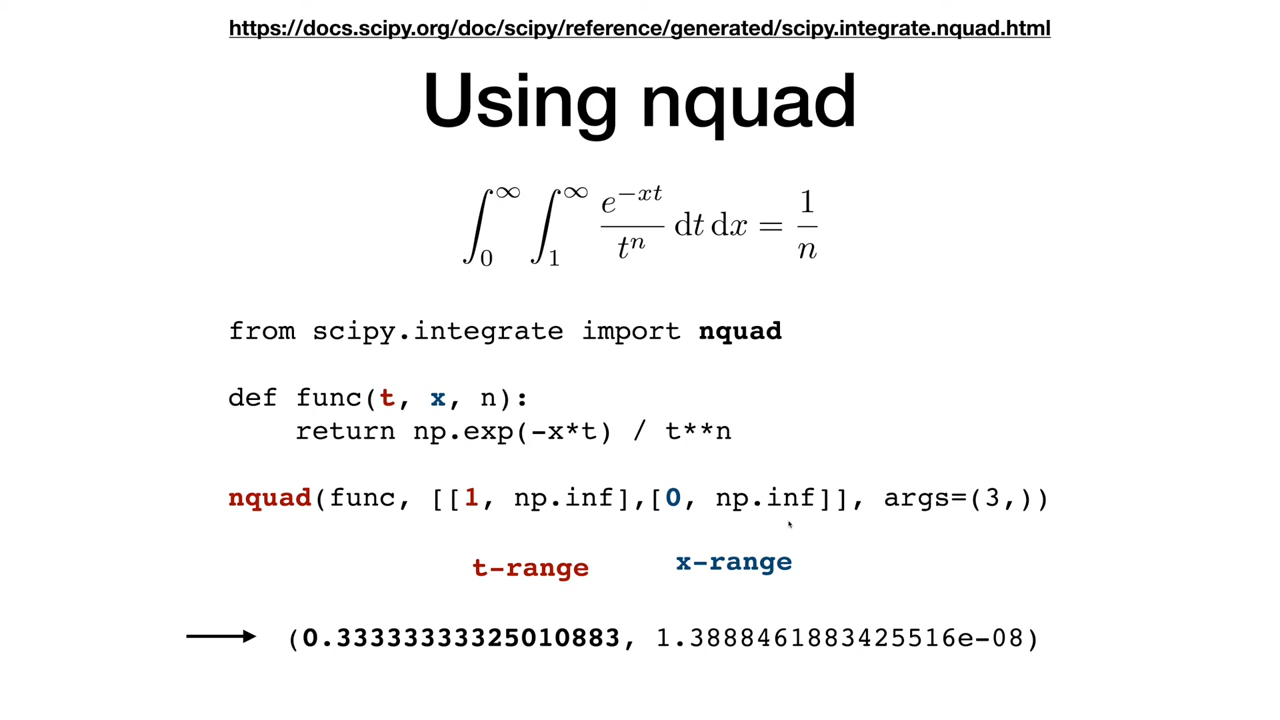 https://docs.scipy.org/doc/scipy/reference/generated/scipy.integrate.nquad.html
Using nquad
∫_0^∞ ∫_1^∞ e^{-xt}/t^n dt dx = 1/n
from scipy.integrate import nquad
def func(t, x, n):
    return np.exp(-x*t) / t**n
nquad(func, [[1, np.inf],[0, np.inf]], args=(3,))
t-range x-range
(0.33333333325010883, 1.3888461883425516e-08)